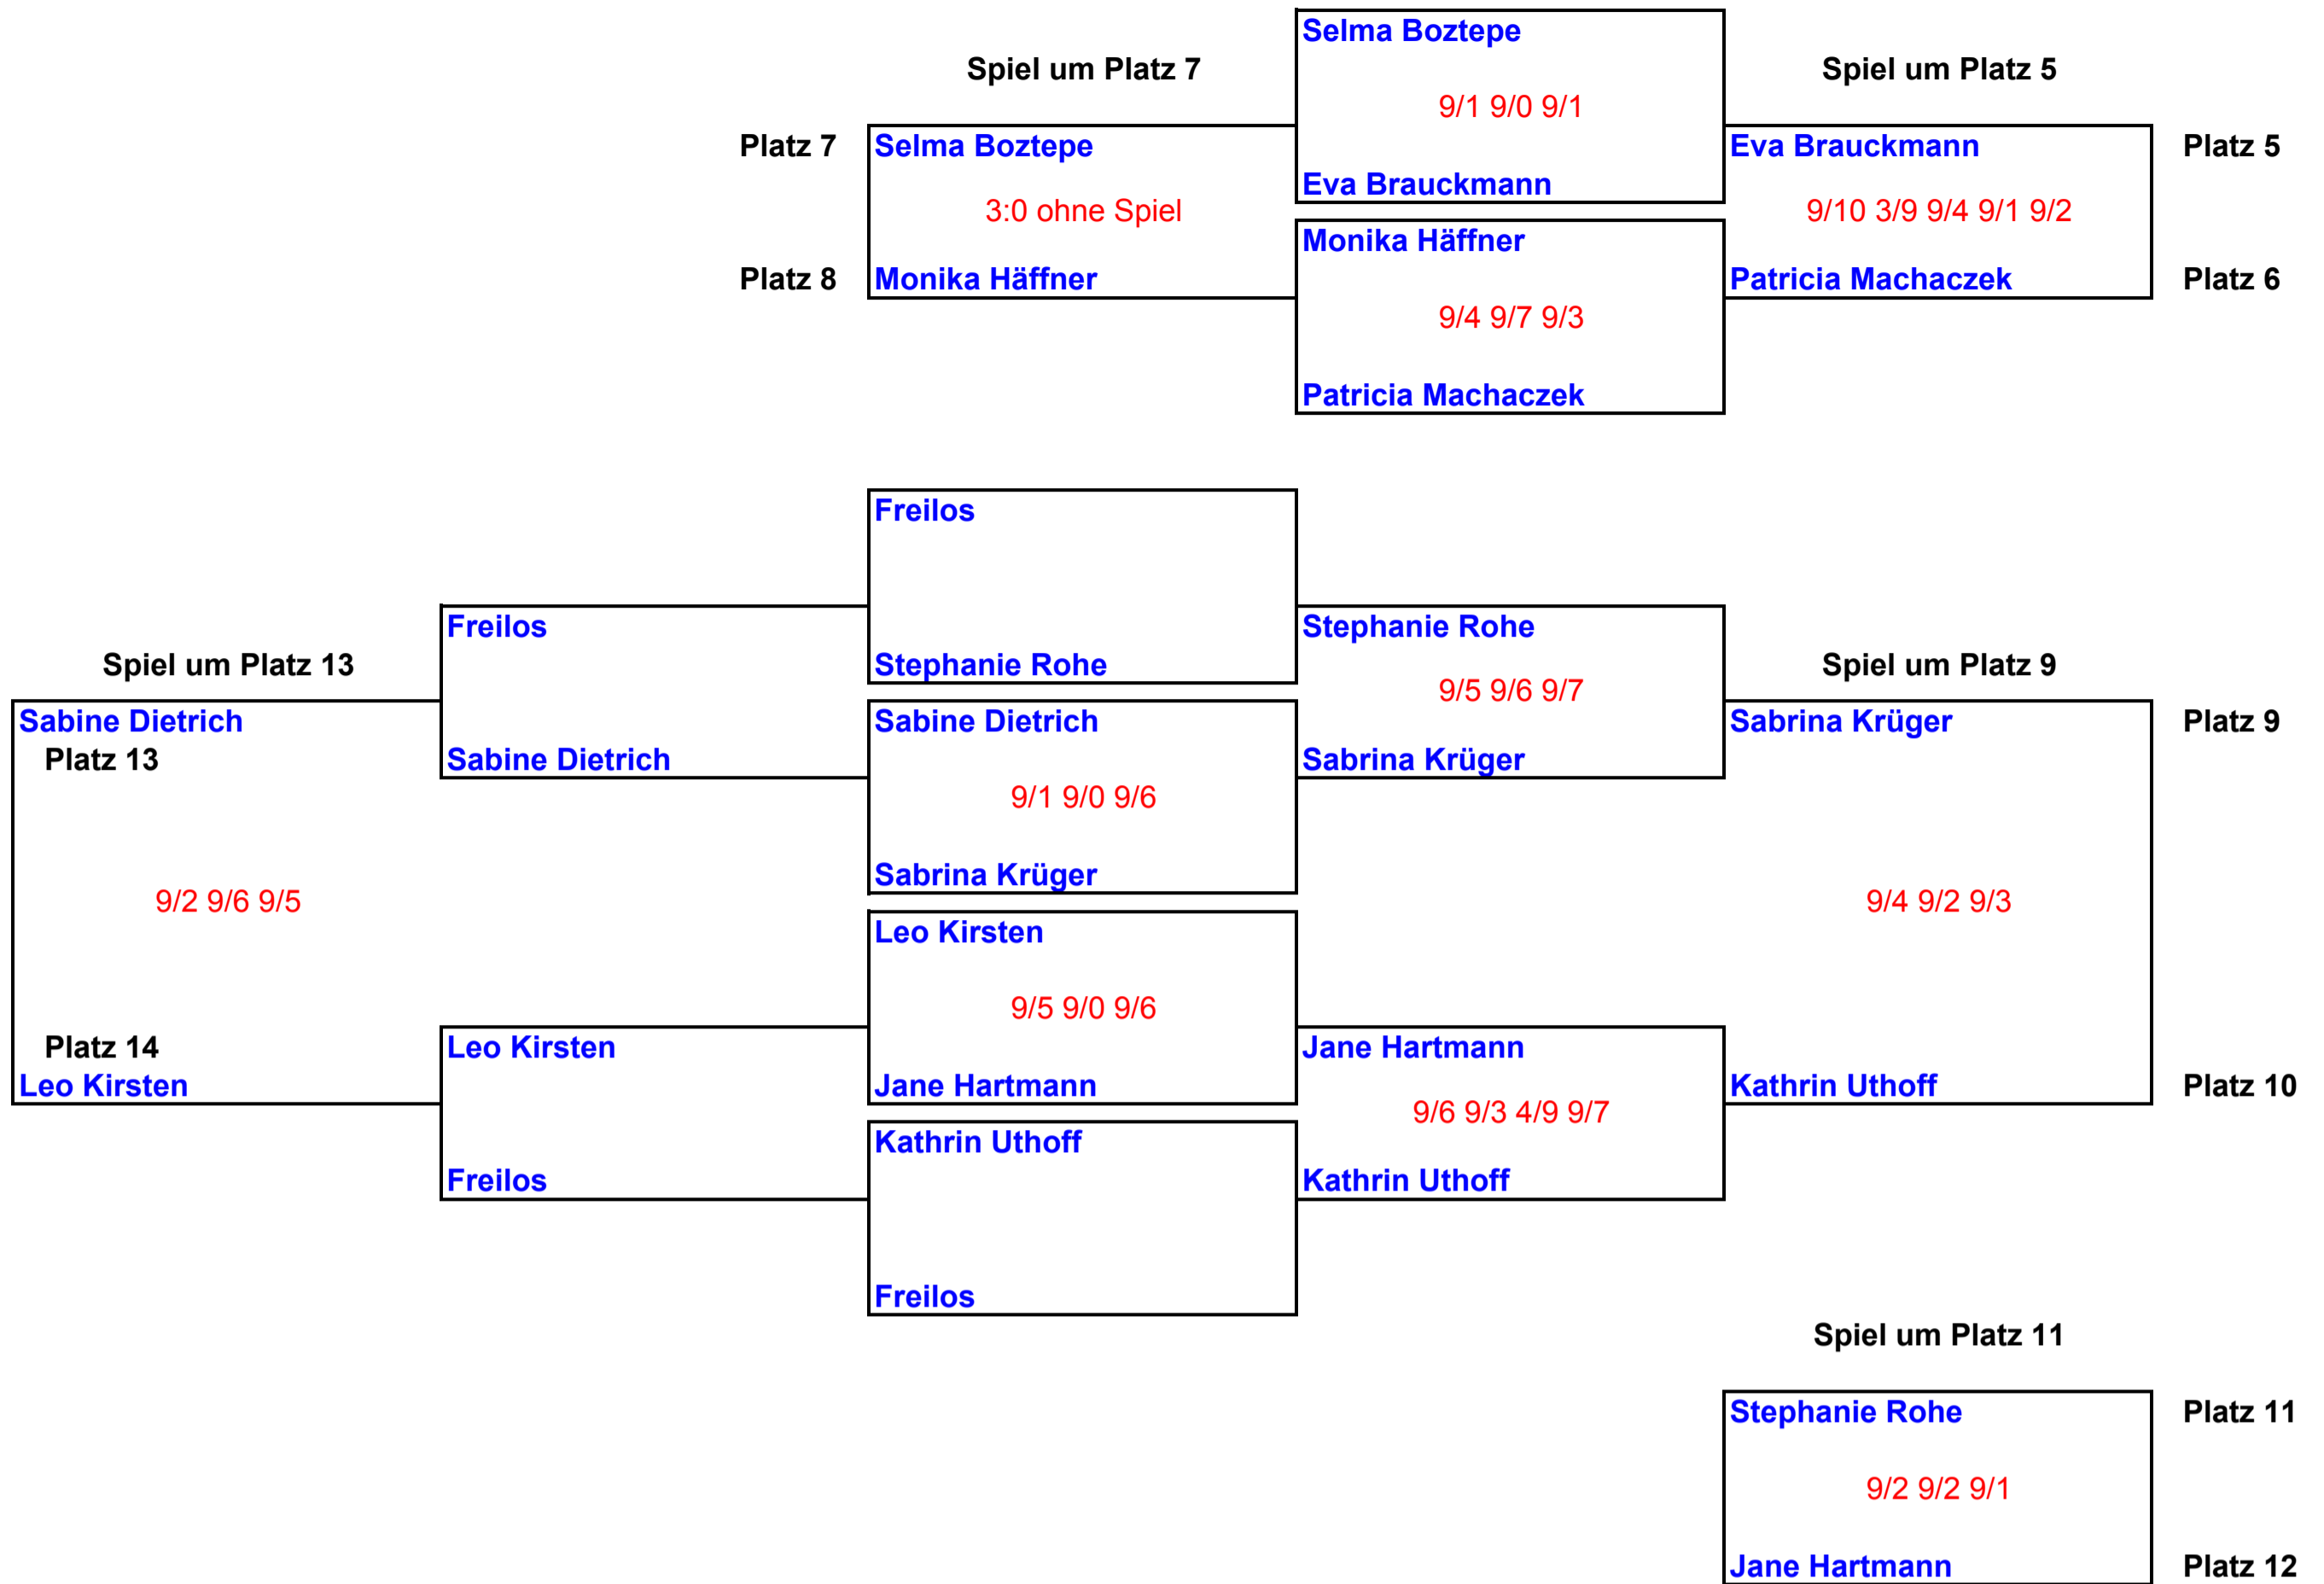 Selma Boztepe
Spiel um Platz 7
Spiel um Platz 5
9/1 9/0 9/1
Platz 7
Selma Boztepe
Eva Brauckmann
Platz 5
Eva Brauckmann
3:0 ohne Spiel
9/10 3/9 9/4 9/1 9/2
Monika Häffner
Platz 8
Monika Häffner
Patricia Machaczek
Platz 6
9/4 9/7 9/3
Patricia Machaczek
Freilos
Freilos
Stephanie Rohe
Spiel um Platz 13
Stephanie Rohe
Spiel um Platz 9
9/5 9/6 9/7
Sabine Dietrich
Sabine Dietrich
Sabrina Krüger
Platz 9
Platz 13
Sabine Dietrich
Sabrina Krüger
9/1 9/0 9/6
Sabrina Krüger
9/2 9/6 9/5
9/4 9/2 9/3
Leo Kirsten
9/5 9/0 9/6
Platz 14
Leo Kirsten
Jane Hartmann
Leo Kirsten
Jane Hartmann
Kathrin Uthoff
Platz 10
9/6 9/3 4/9 9/7
Kathrin Uthoff
Freilos
Kathrin Uthoff
Freilos
Spiel um Platz 11
Stephanie Rohe
Platz 11
9/2 9/2 9/1
Jane Hartmann
Platz 12